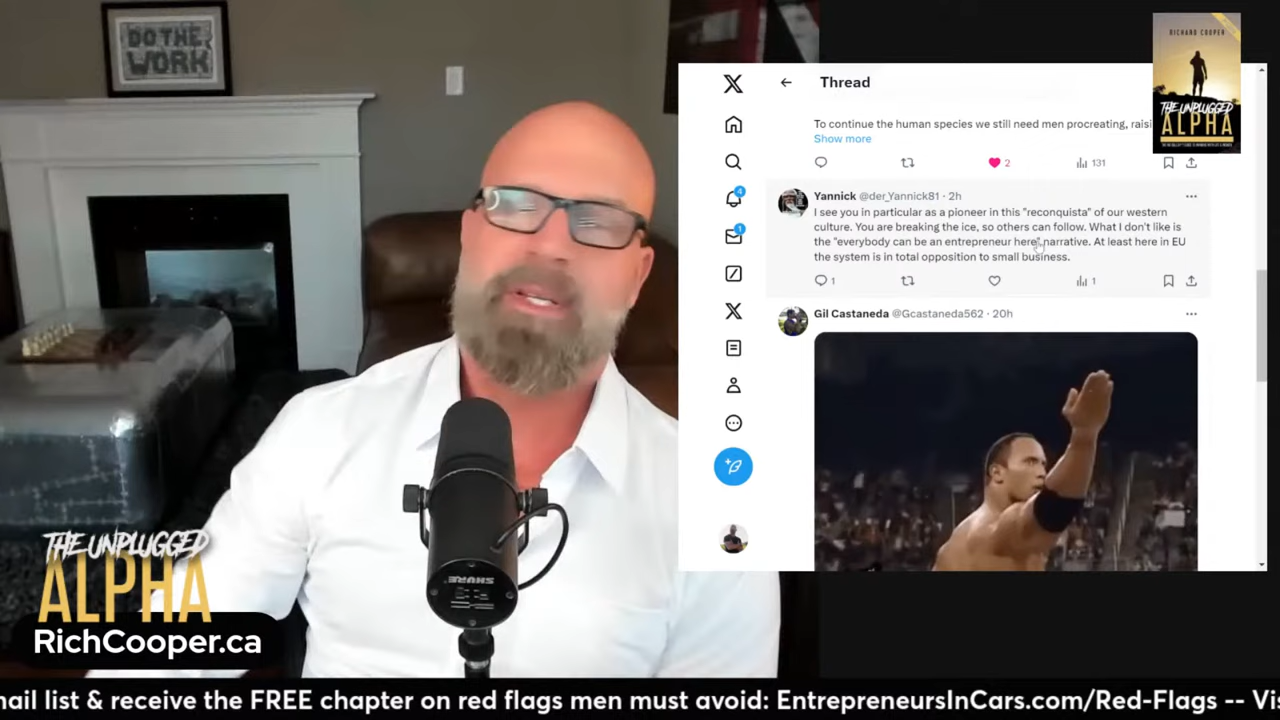 DO THE
WORK
RICHARD COOPER
THE UNPLUGGED
ALPHA
Thread
To continue the human species we still need men procreating, raisi
Show more
2
131
Yannick @der_Yannick81 · 2h
I see you in particular as a pioneer in this "reconquista" of our western
culture. You are breaking the ice, so others can follow. What I don't like is
the "everybody can be an entrepreneur here" narrative. At least here in EU
the system is in total opposition to small business.
1
1
Gil Castaneda @Gcastaneda562 · 20h
4
1
SHURE
THE UNPLUGGED
ALPHA
RichCooper.ca
nail list & receive the FREE chapter on red flags men must avoid: EntrepreneursInCars.com/Red-Flags -- Vi